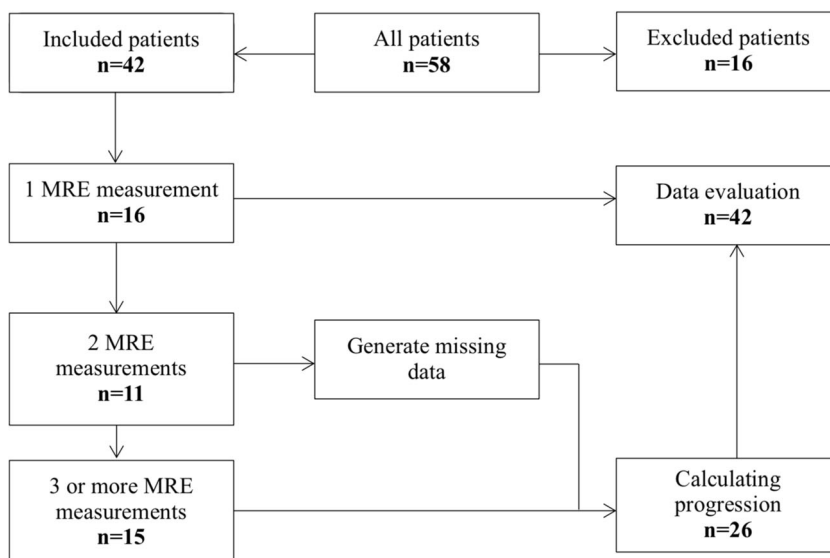 Included patients
n=42
All patients
n=58
Excluded patients
n=16
1 MRE measurement
n=16
Data evaluation
n=42
2 MRE
measurements
n=11
Generate missing
data
3 or more MRE
measurements
n=15
Calculating
progression
n=26